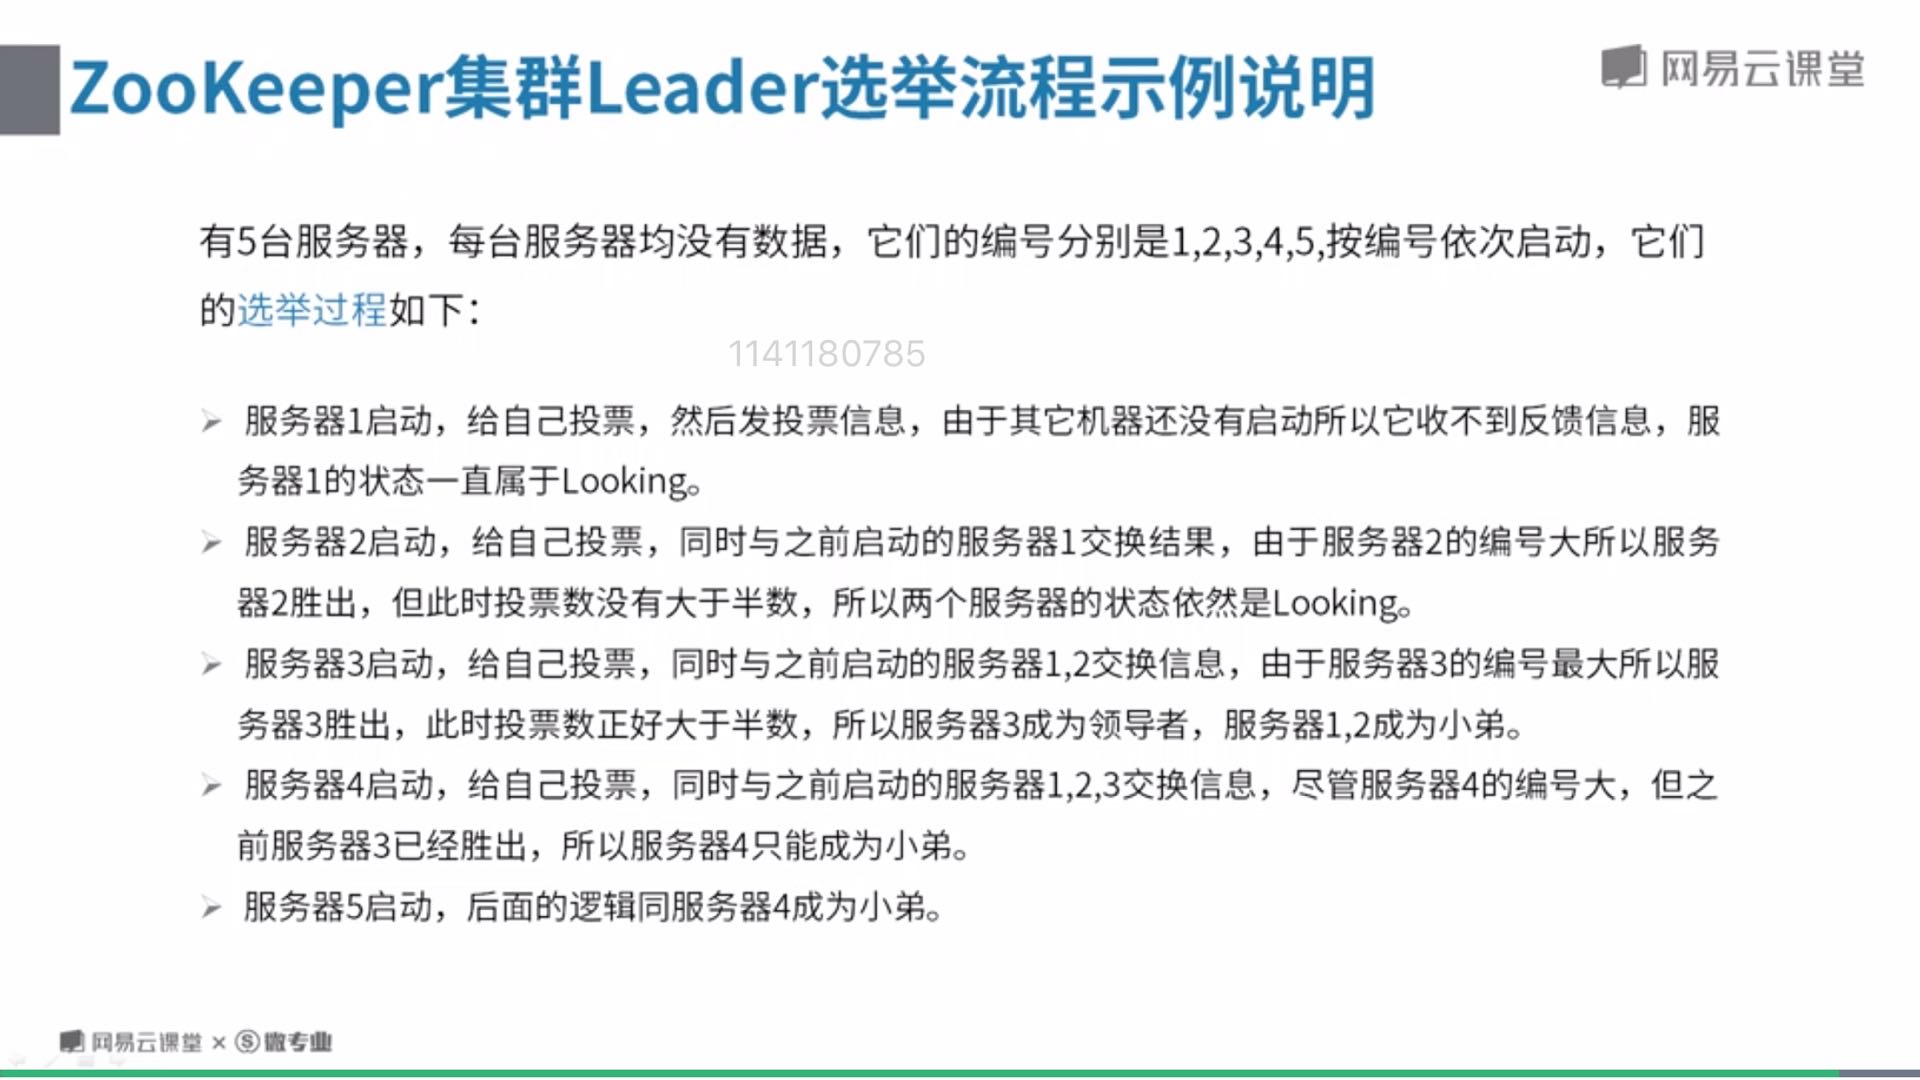 ZooKeeper集群Leader选举流程示例说明
网易云课堂
有5台服务器，每台服务器均没有数据，它们的编号分别是1,2,3,4,5,按编号依次启动，它们
的选举过程如下：
1141180785
➢ 服务器1启动，给自己投票，然后发投票信息，由于其它机器还没有启动所以它收不到反馈信息，服
务器1的状态一直属于Looking。
➢ 服务器2启动，给自己投票，同时与之前启动的服务器1交换结果，由于服务器2的编号大所以服务
器2胜出，但此时投票数没有大于半数，所以两个服务器的状态依然是Looking。
➢ 服务器3启动，给自己投票，同时与之前启动的服务器1,2交换信息，由于服务器3的编号最大所以服
务器3胜出，此时投票数正好大于半数，所以服务器3成为领导者，服务器1,2成为小弟。
➢ 服务器4启动，给自己投票，同时与之前启动的服务器1,2,3交换信息，尽管服务器4的编号大，但之
前服务器3已经胜出，所以服务器4只能成为小弟。
➢ 服务器5启动，后面的逻辑同服务器4成为小弟。
网易云课堂 × Ⓢ微专业